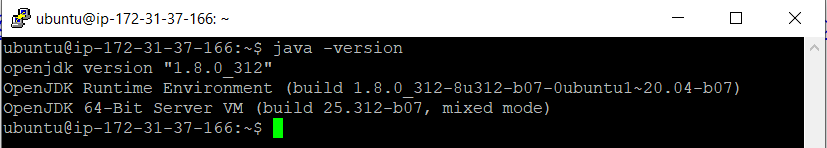 ubuntu@ip-172-31-37-166: ~
ubuntu@ip-172-31-37-166:~$ java -version
openjdk version "1.8.0_312"
OpenJDK Runtime Environment (build 1.8.0_312-8u312-b07-0ubuntu1~20.04-b07)
OpenJDK 64-Bit Server VM (build 25.312-b07, mixed mode)
ubuntu@ip-172-31-37-166:~$